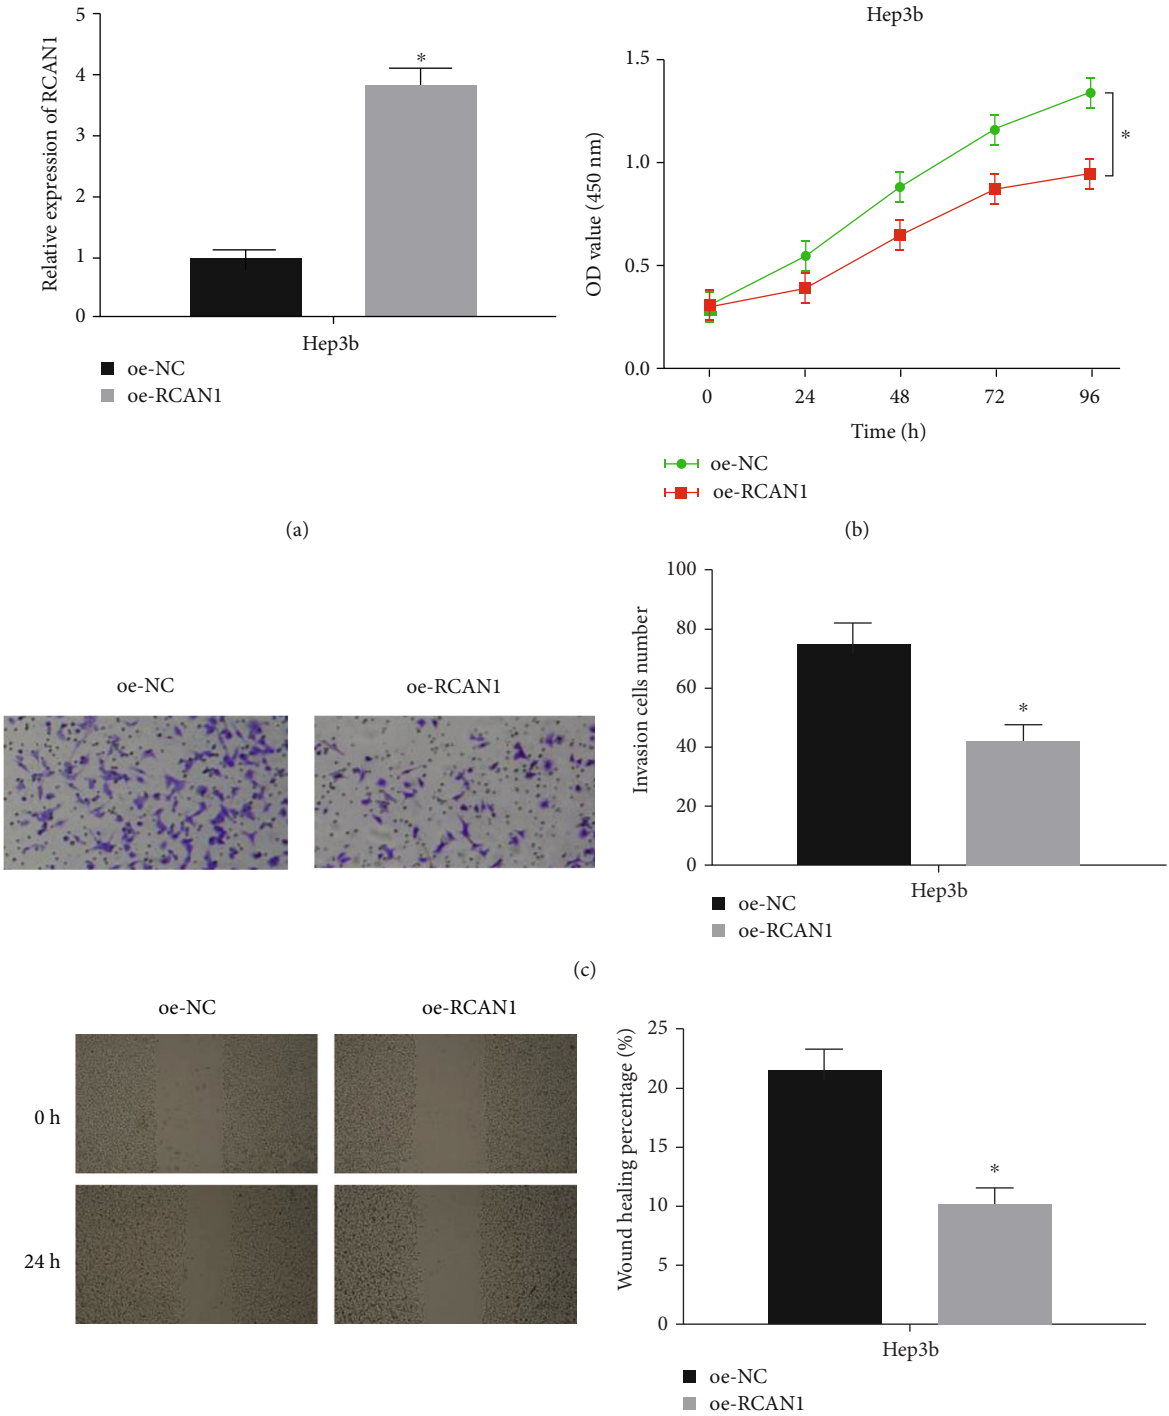 Relative expression of RCAN1
5
4
3
2
1
0
*
Hep3b
oe-NC
oe-RCAN1
(a)
Hep3b
OD value (450 nm)
1.5
1.0
0.5
0.0
*
0 24 48 72 96
Time (h)
oe-NC
oe-RCAN1
(b)
oe-NC oe-RCAN1
Invasion cells number
100
80
60
40
20
0
*
Hep3b
oe-NC
oe-RCAN1
(c)
oe-NC oe-RCAN1
0 h
24 h
Wound healing percentage (%)
25
20
15
10
5
0
*
Hep3b
oe-NC
oe-RCAN1